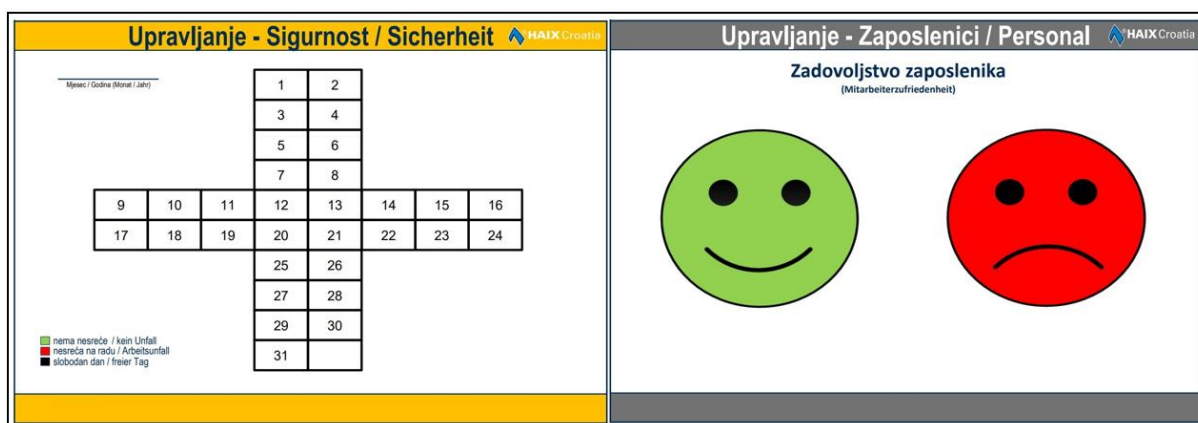 Upravljanje - Sigurnost / Sicherheit HAIX Croatia
Mjesec / Godina (Monat / Jahr)
1 2
3 4
5 6
7 8
9 10 11 12 13 14 15 16
17 18 19 20 21 22 23 24
25 26
27 28
29 30
31
nema nesreće / kein Unfall
nesreća na radu / Arbeitsunfall
slobodan dan / freier Tag
Upravljanje - Zaposlenici / Personal HAIX Croatia
Zadovoljstvo zaposlenika
(Mitarbeiterzufriedenheit)